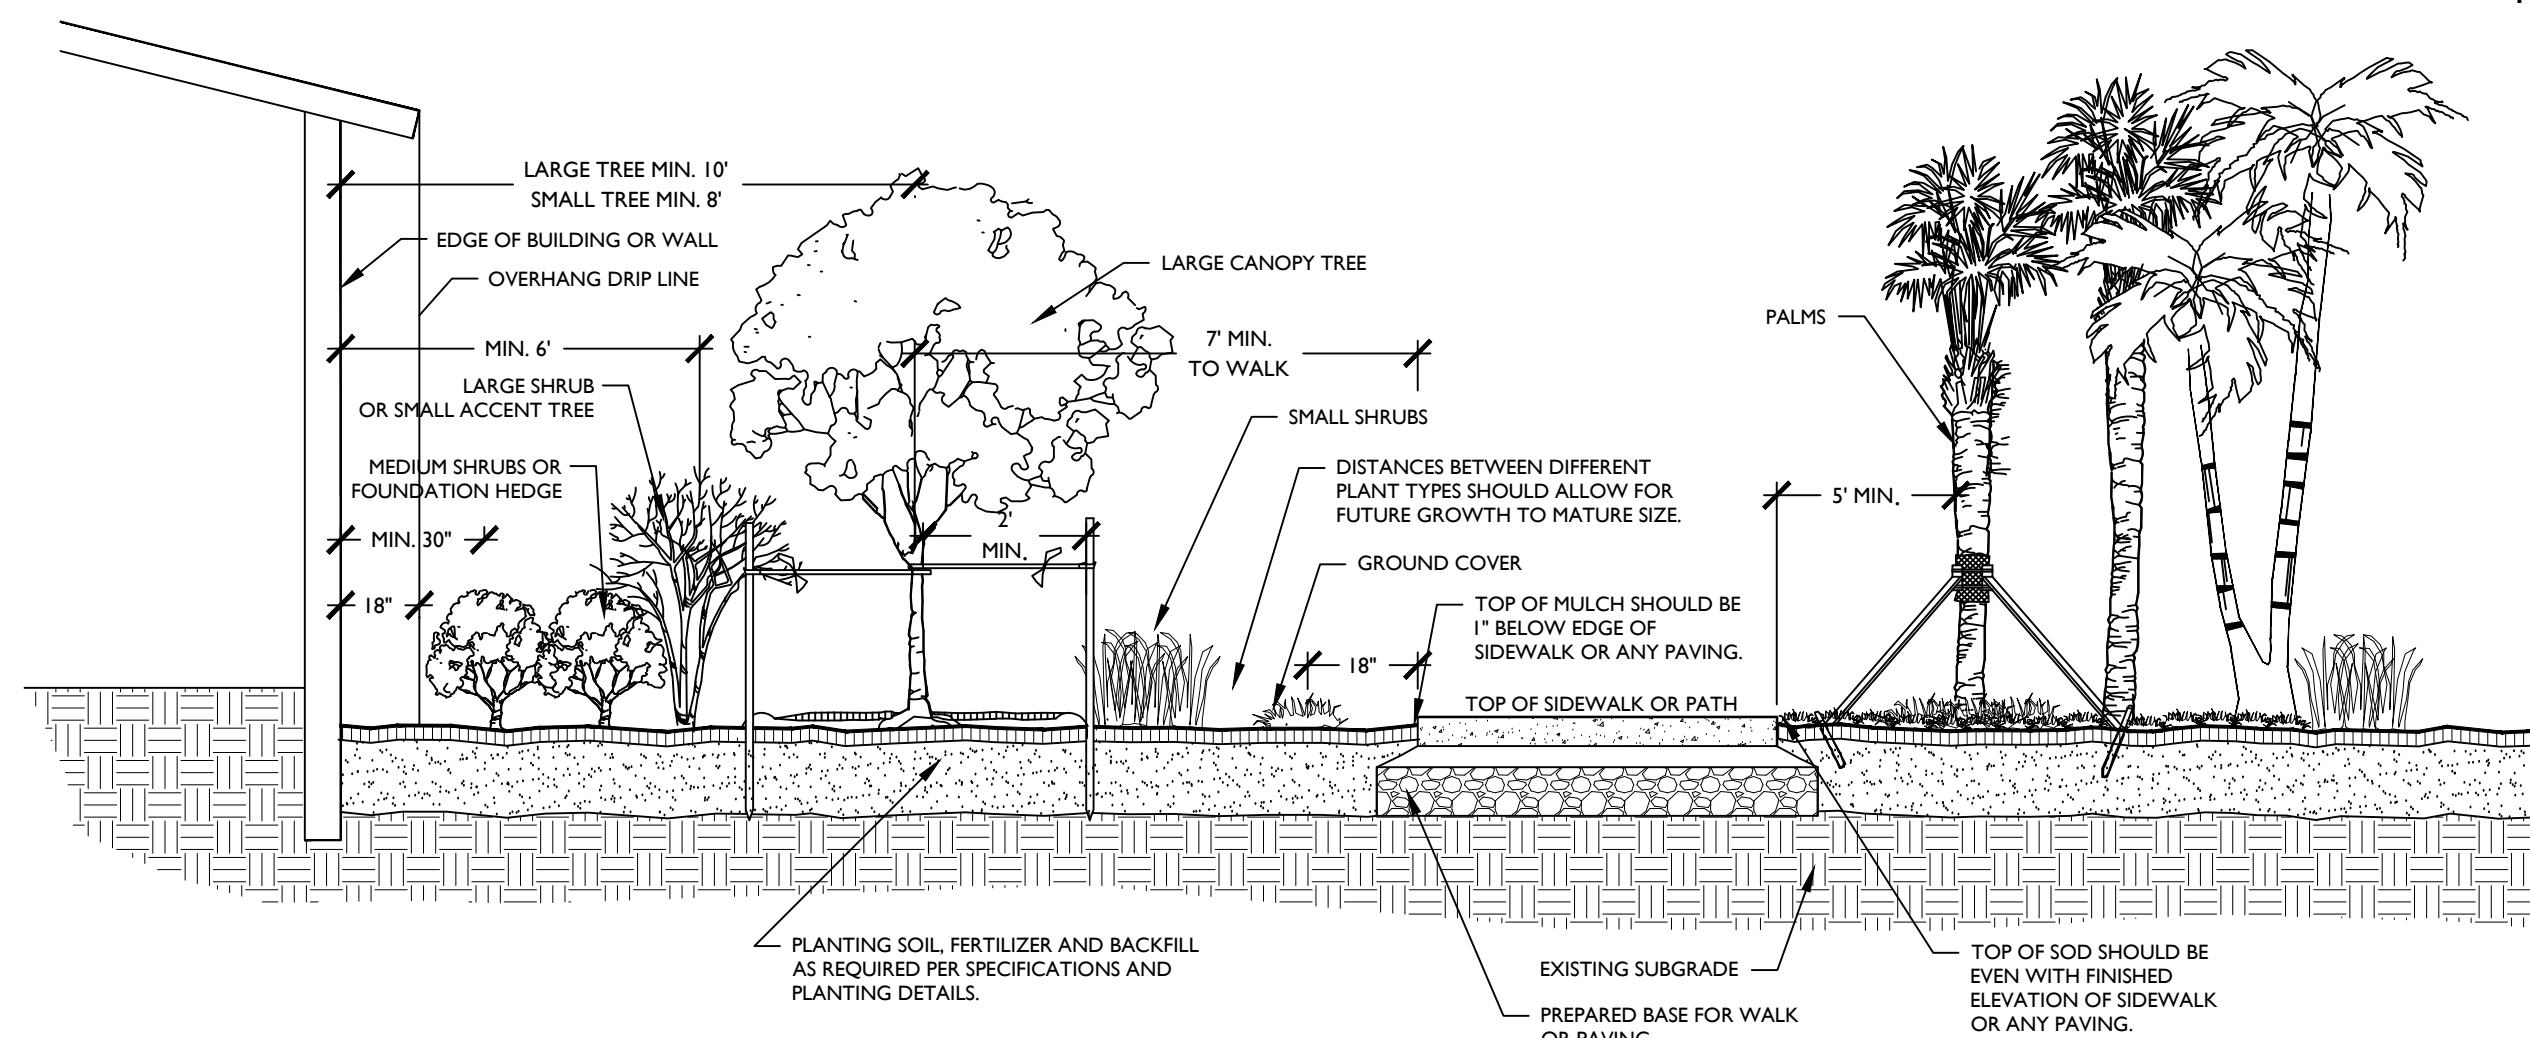 LARGE TREE MIN. 10'
SMALL TREE MIN. 8'
EDGE OF BUILDING OR WALL
OVERHANG DRIP LINE
LARGE CANOPY TREE
MIN. 6'
7' MIN.
TO WALK
PALMS
LARGE SHRUB
OR SMALL ACCENT TREE
SMALL SHRUBS
MEDIUM SHRUBS OR
FOUNDATION HEDGE
DISTANCES BETWEEN DIFFERENT
PLANT TYPES SHOULD ALLOW FOR
FUTURE GROWTH TO MATURE SIZE.
5' MIN.
MIN. 30"
2'
MIN.
GROUND COVER
18"
TOP OF MULCH SHOULD BE
1" BELOW EDGE OF
SIDEWALK OR ANY PAVING.
18"
TOP OF SIDEWALK OR PATH
PLANTING SOIL, FERTILIZER AND BACKFILL
AS REQUIRED PER SPECIFICATIONS AND
PLANTING DETAILS.
EXISTING SUBGRADE
TOP OF SOD SHOULD BE
EVEN WITH FINISHED
ELEVATION OF SIDEWALK
OR ANY PAVING.
PREPARED BASE FOR WALK
OR PAVING